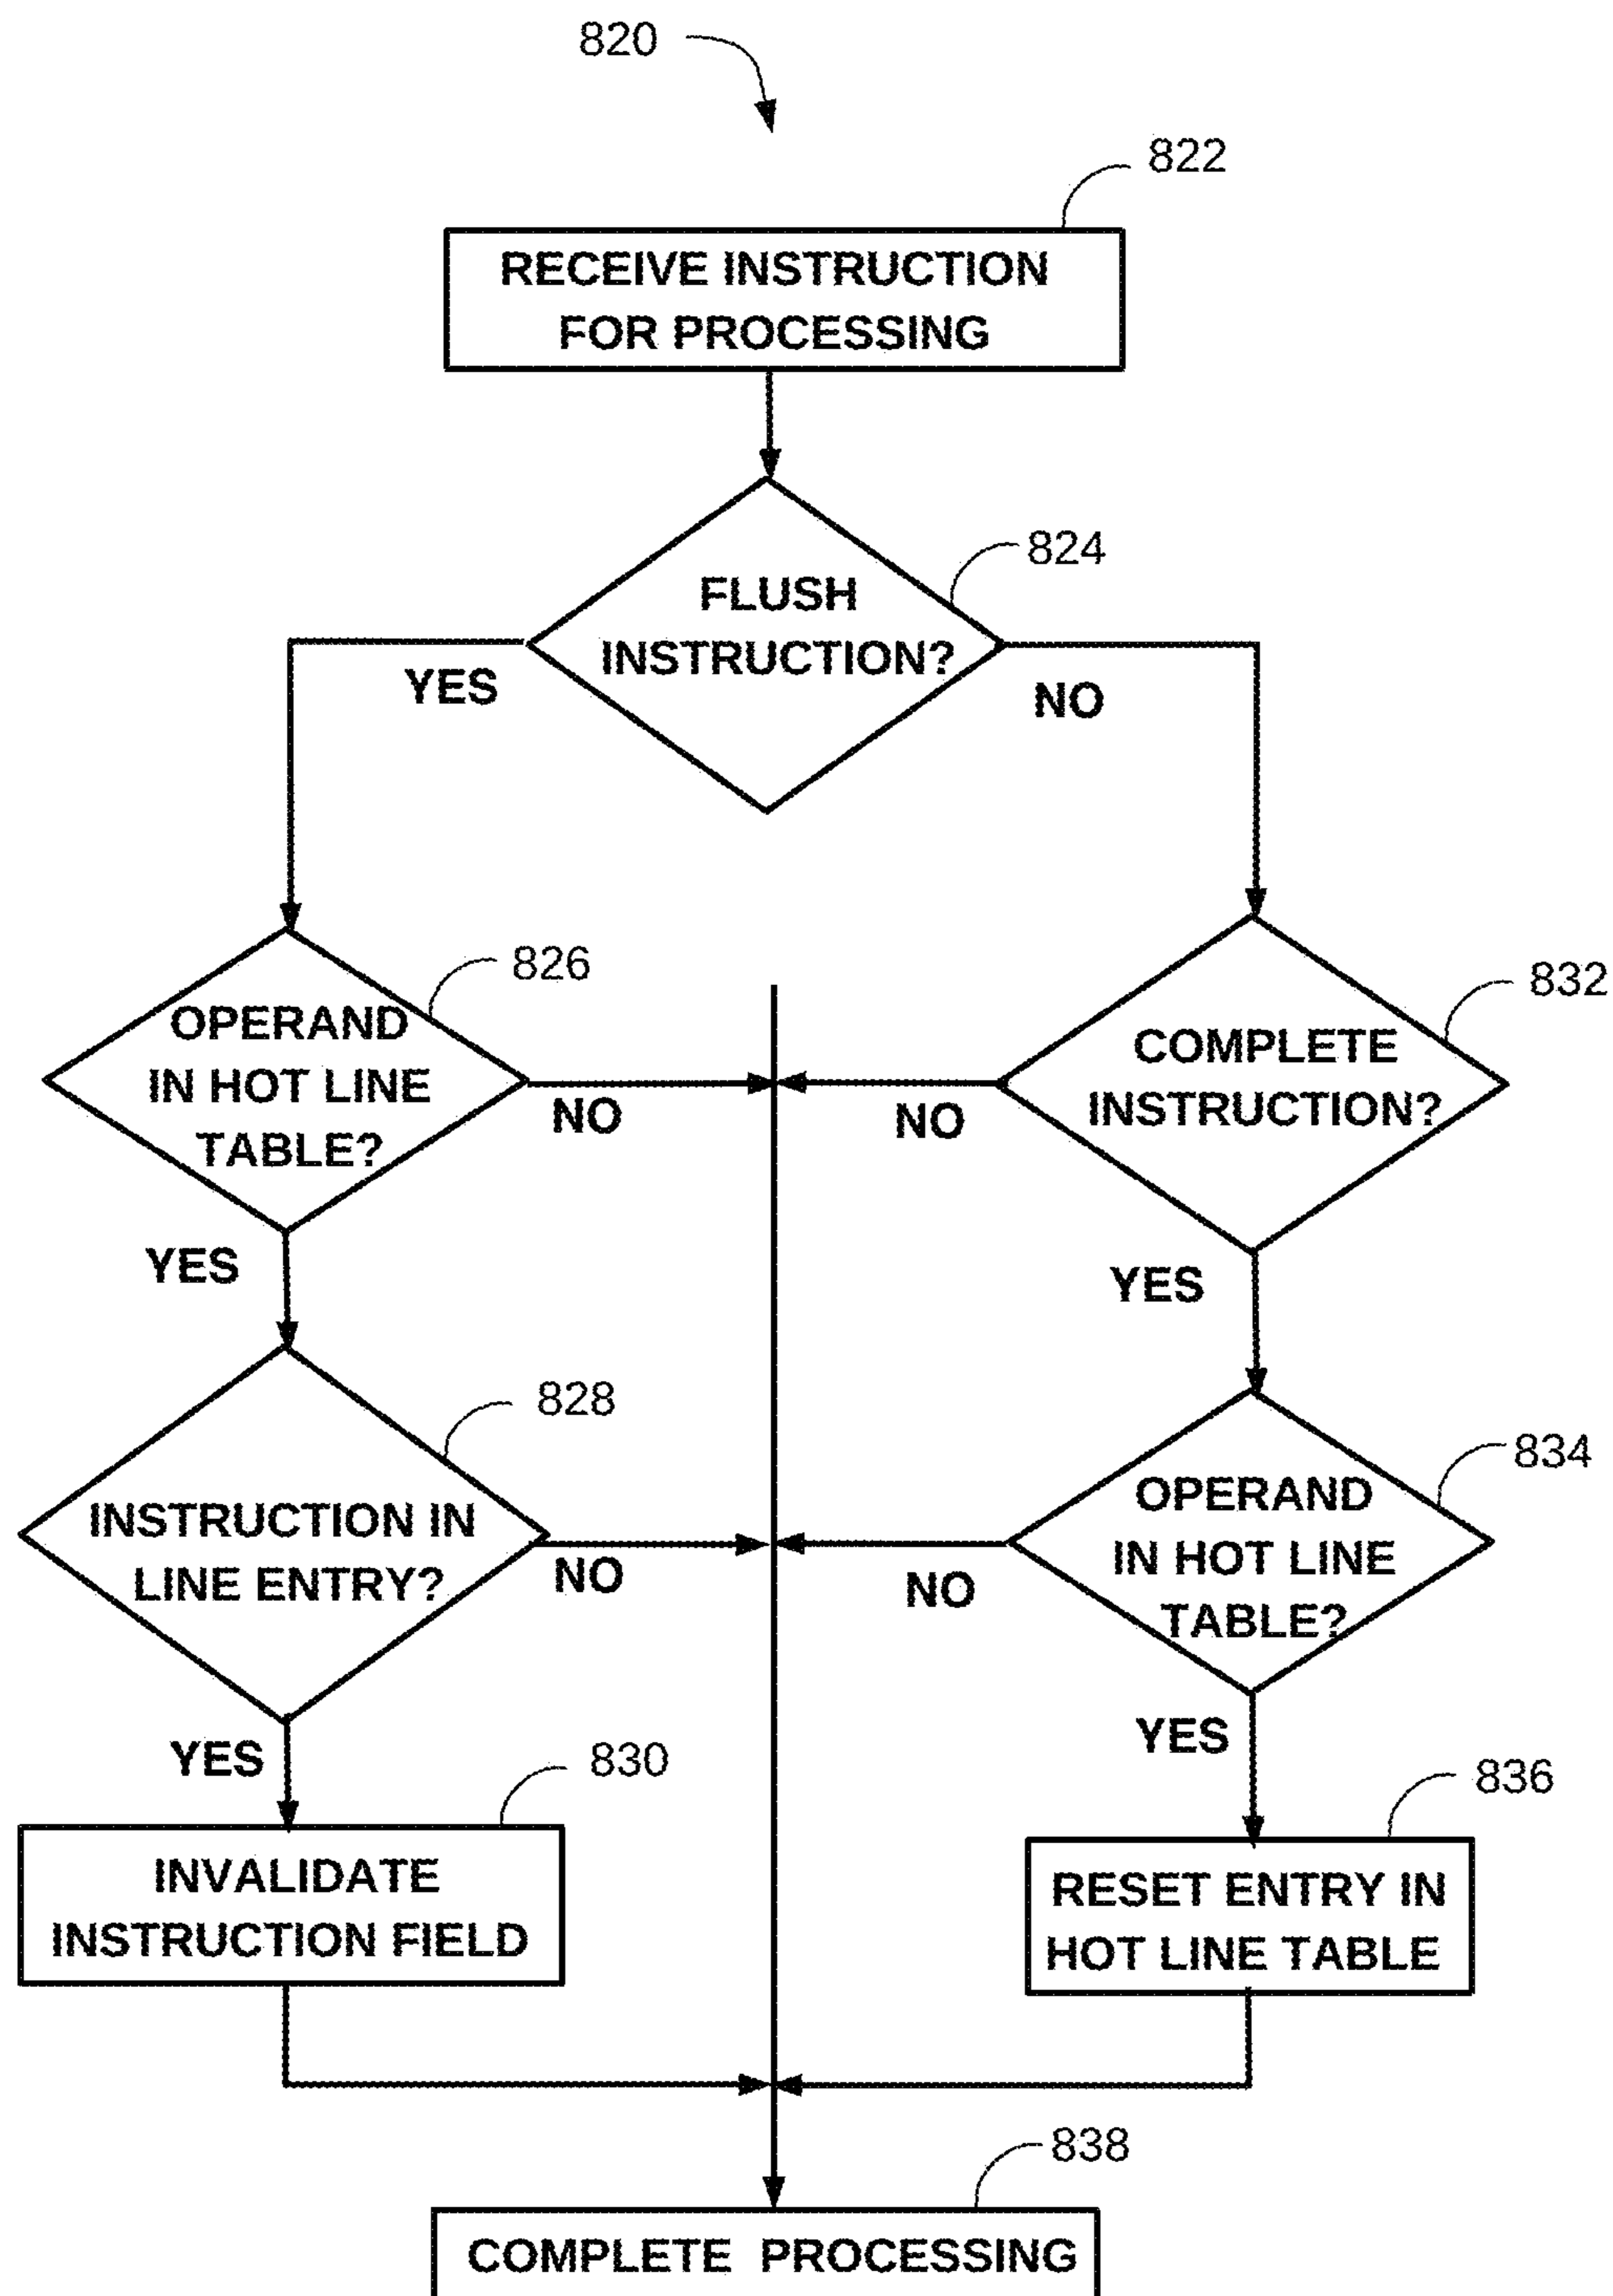 820
822
RECEIVE INSTRUCTION
FOR PROCESSING
824
FLUSH
INSTRUCTION?
YES
NO
826
OPERAND
IN HOT LINE
TABLE?
NO
832
COMPLETE
INSTRUCTION?
NO
YES
YES
828
INSTRUCTION IN
LINE ENTRY?
NO
834
OPERAND
IN HOT LINE
TABLE?
NO
YES
YES
830
INVALIDATE
INSTRUCTION FIELD
836
RESET ENTRY IN
HOT LINE TABLE
838
COMPLETE PROCESSING